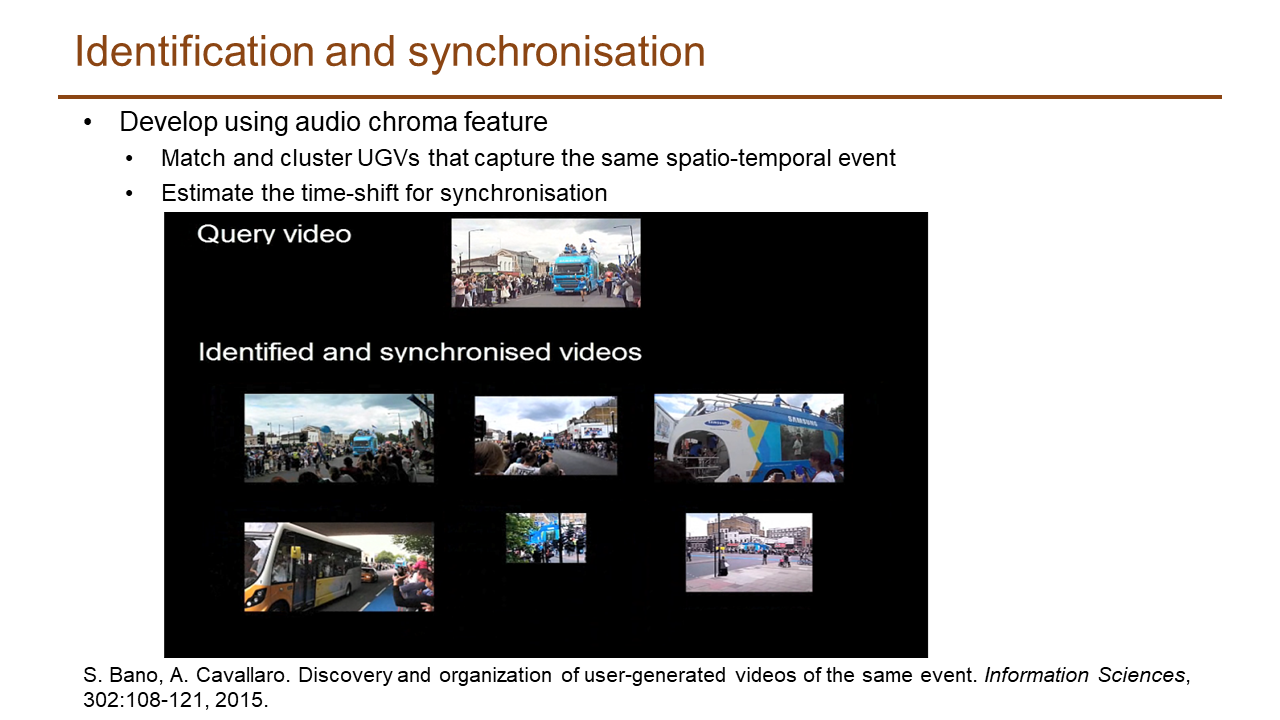 Identification and synchronisation
• Develop using audio chroma feature
• Match and cluster UGVs that capture the same spatio-temporal event
• Estimate the time-shift for synchronisation
Query video
Identified and synchronised videos
SAMSUNG
SAMSUNG
S. Bano, A. Cavallaro. Discovery and organization of user-generated videos of the same event. Information Sciences,
302:108-121, 2015.